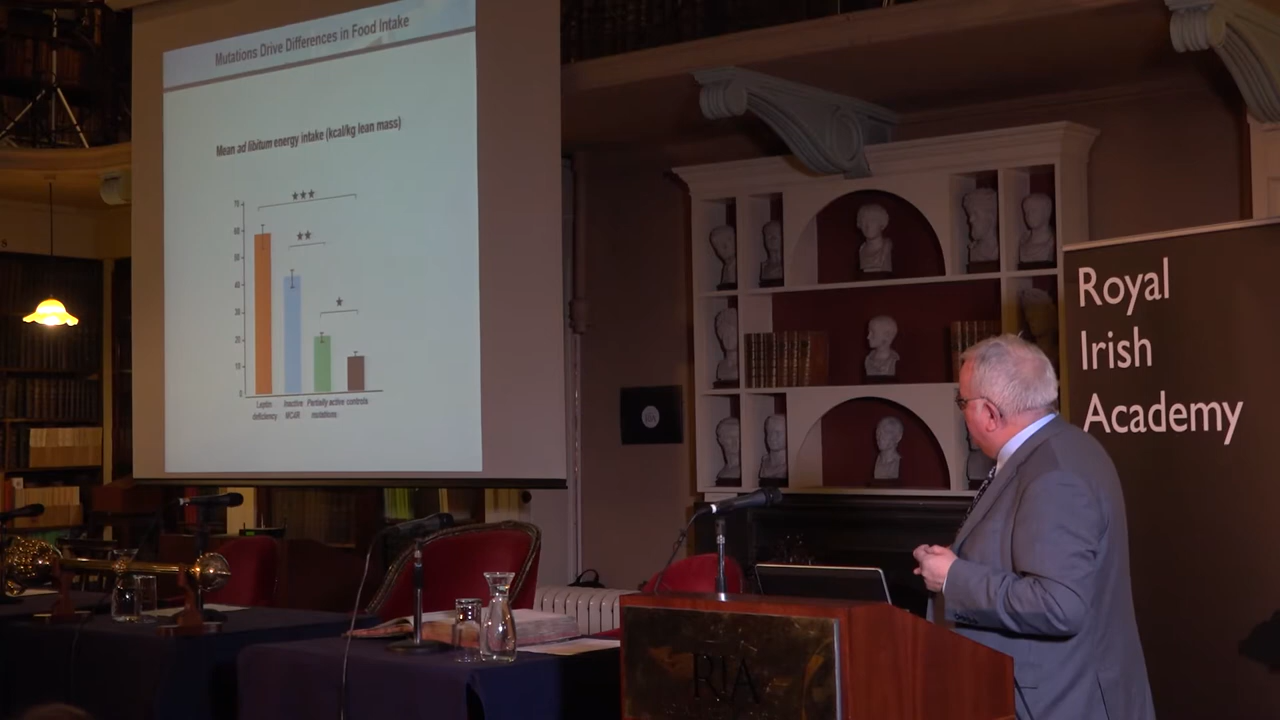 Mutations Drive Differences in Food Intake
Mean ad libitum energy intake (kcal/kg lean mass)
★★★
★★
★
70
60
50
40
30
20
10
0
Leptin Inactive Partially active controls
deficiency MC4R mutations
Royal
Irish
Academy
RIA